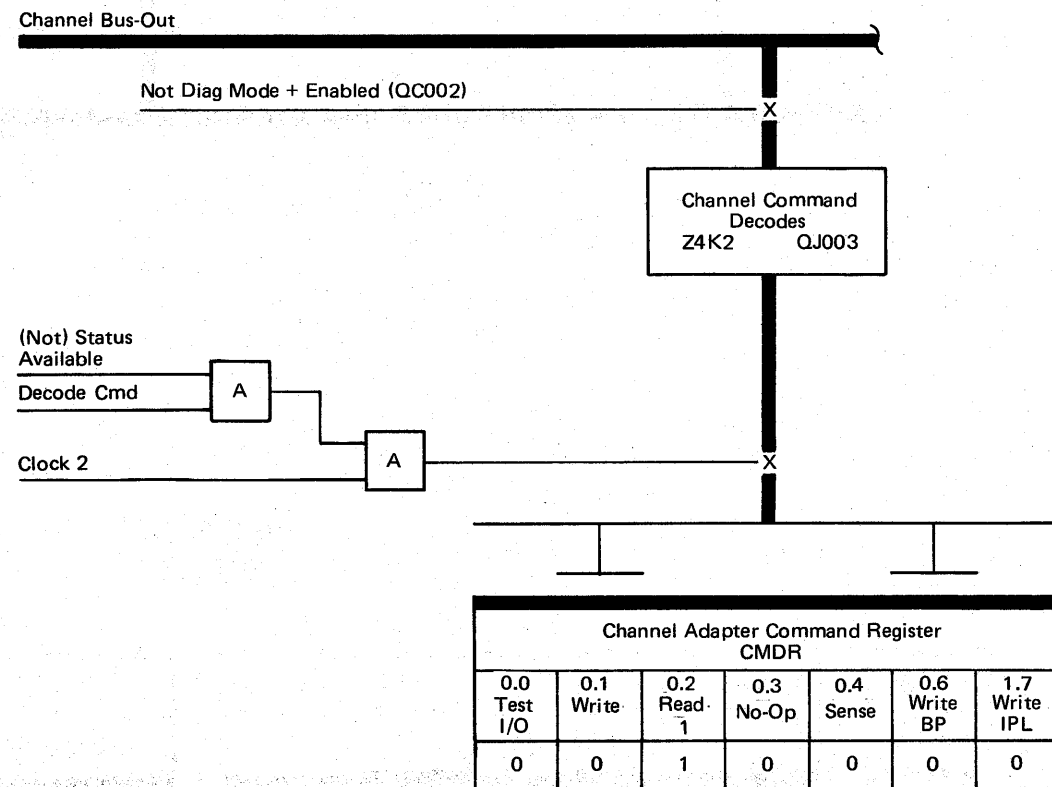 Channel Bus-Out
Not Diag Mode + Enabled (QC002)
X
Channel Command
Decodes
Z4K2 QJ003
(Not) Status
Available
Decode Cmd
A
Clock 2
A
X
Channel Adapter Command Register
CMDR
0.0 0.1 0.2 0.3 0.4 0.6 1.7
Test Write Read No-Op Sense Write Write
I/O 1 BP IPL
0 0 1 0 0 0 0